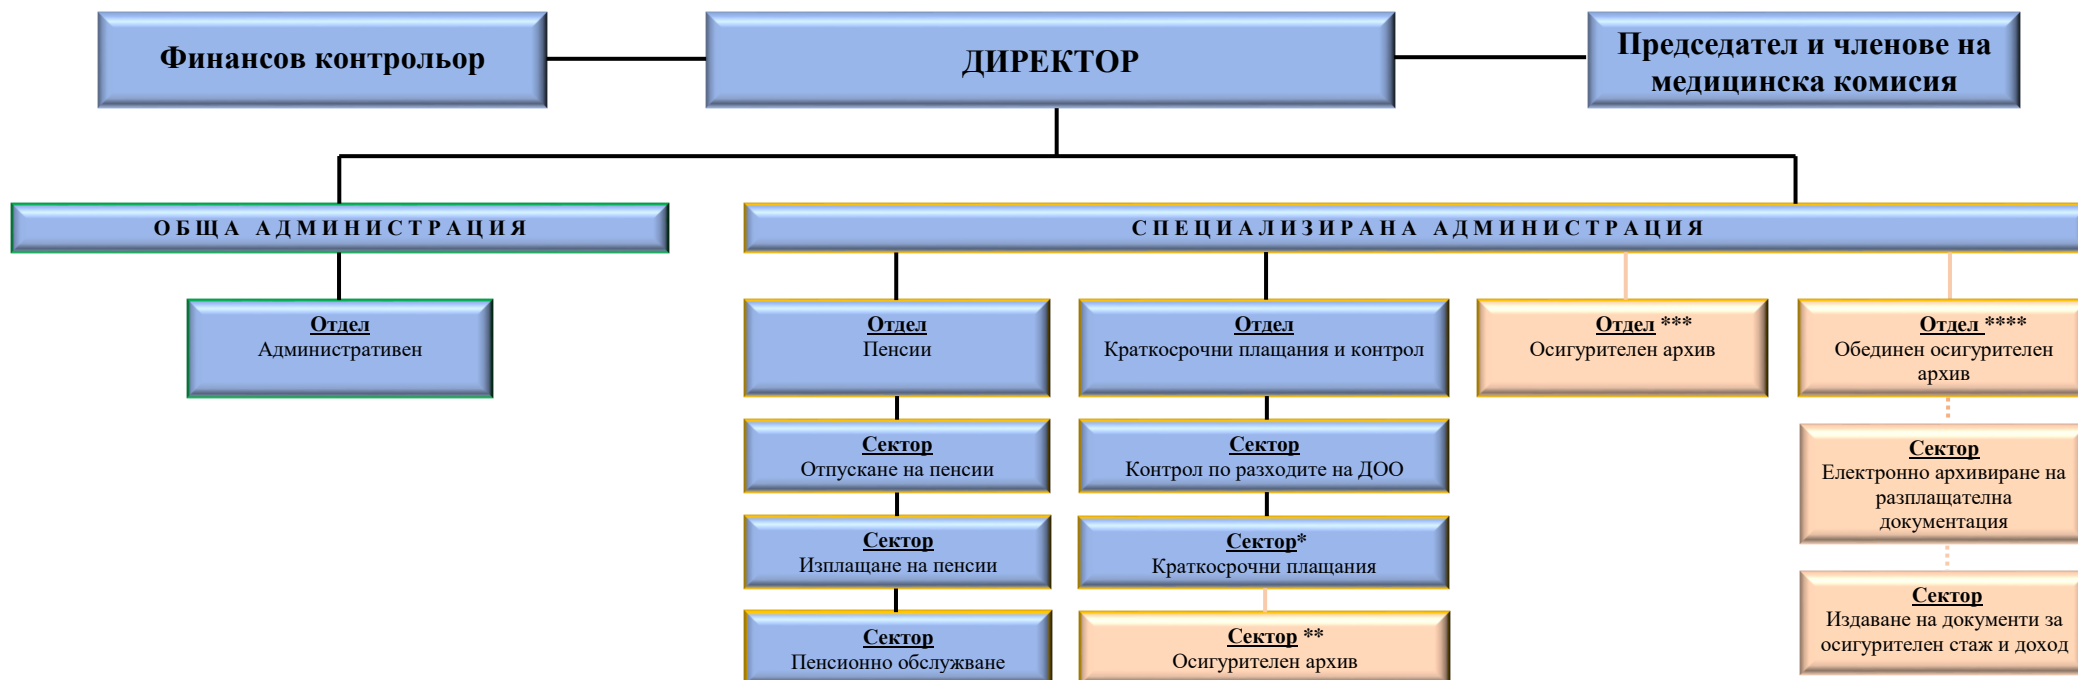 Финансов контрольор
ДИРЕКТОР
Председател и членове на
медицинска комисия
ОБЩА АДМИНИСТРАЦИЯ
СПЕЦИАЛИЗИРАНА АДМИНИСТРАЦИЯ
Отдел
Административен
Отдел
Пенсии
Сектор
Отпускане на пенсии
Сектор
Изплащане на пенсии
Сектор
Пенсионно обслужване
Отдел
Краткосрочни плащания и контрол
Сектор
Контрол по разходите на ДОО
Сектор*
Краткосрочни плащания
Сектор **
Осигурителен архив
Отдел ***
Осигурителен архив
Отдел ****
Обединен осигурителен
архив
Сектор
Електронно архивиране на
разплащателна
документация
Сектор
Издаване на документи за
осигурителен стаж и доход